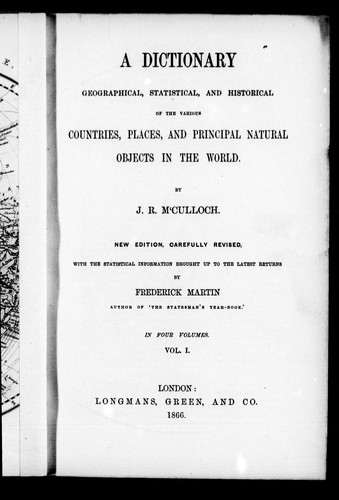 A DICTIONARY
GEOGRAPHICAL, STATISTICAL, AND HISTORICAL
OF THE VARIOUS
COUNTRIES, PLACES, AND PRINCIPAL NATURAL
OBJECTS IN THE WORLD.
BY
J. R. M‘CULLOCH.
NEW EDITION, CAREFULLY REVISED,
WITH THE STATISTICAL INFORMATION BROUGHT UP TO THE LATEST RETURNS
BY
FREDERICK MARTIN
AUTHOR OF ‘THE STATESMAN'S YEAR-BOOK.’
IN FOUR VOLUMES.
VOL. I.
LONDON:
LONGMANS, GREEN, AND CO.
1866.